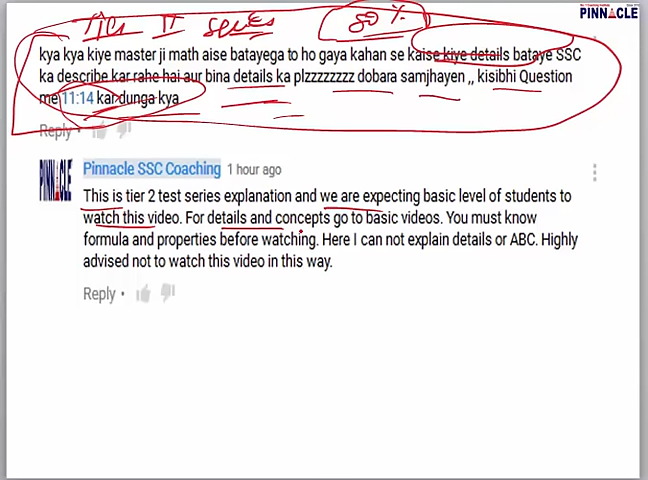 PINNACLE
Tier II series 80 %
kya kya kiye master ji math aise batayega to ho gaya kahan se kaise kiye details bataye SSC
ka describe kar rahe hai aur bina details ka plzzzzzzzz dobara samjhayen ,, kisibhi Question
me 11:14 kar dunga kya
Reply •
PINNACLE
Pinnacle SSC Coaching 1 hour ago
This is tier 2 test series explanation and we are expecting basic level of students to
watch this video. For details and concepts go to basic videos. You must know
formula and properties before watching. Here I can not explain details or ABC. Highly
advised not to watch this video in this way.
Reply •